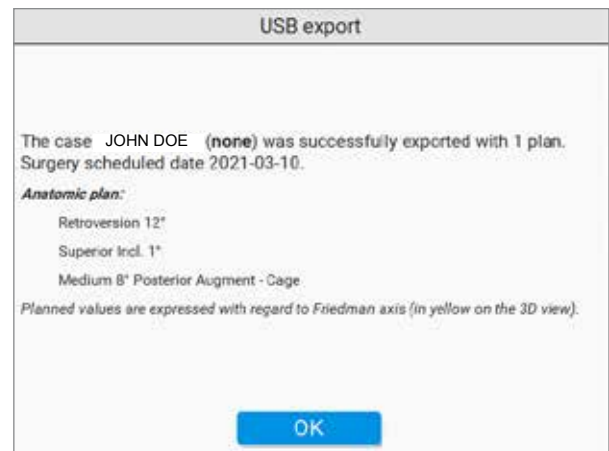 USB export
The case JOHN DOE (none) was successfully exported with 1 plan.
Surgery scheduled date 2021-03-10.
Anatomic plan:
Retroversion 12°
Superior Incl. 1°
Medium 8° Posterior Augment - Cage
Planned values are expressed with regard to Friedman axis (in yellow on the 3D view).
OK